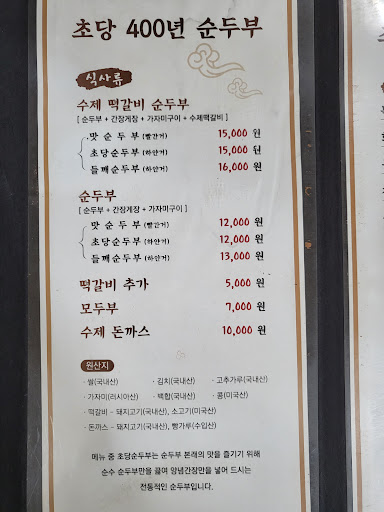 초당 400년 순두부
식사류
수제 떡갈비 순두부
[ 순두부 + 간장게장 + 가자미구이 + 수제떡갈비 ]
맛 순 두 부 (빨간거) 15,000 원
초당순두부 (하얀거) 15,000 원
들깨순두부 (하얀거) 16,000 원
순두부
[ 순두부 + 간장게장 + 가자미구이 ]
맛 순 두 부 (빨간거) 12,000 원
초당순두부 (하얀거) 12,000 원
들깨순두부 (하얀거) 13,000 원
떡갈비 추가 5,000 원
모두부 7,000 원
수제 돈까스 10,000 원
원산지
· 쌀(국내산) · 김치(국내산) · 고추가루(국내산)
· 가자미(러시아산) · 백합(국내산) · 콩(미국산)
· 떡갈비 - 돼지고기(국내산), 소고기(미국산)
· 돈까스 - 돼지고기(국내산), 빵가루(수입산)
메뉴 중 초당순두부는 순두부 본래의 맛을 즐기기 위해
순수 순두부만을 끓여 양념간장만을 넣어 드시는
전통적인 순두부입니다.